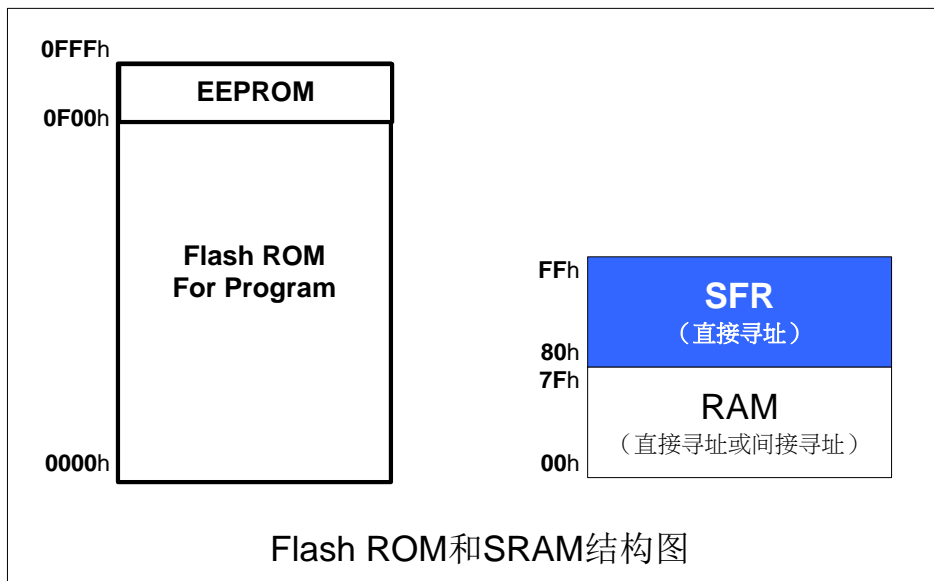 0FFFh
EEPROM
0F00h
Flash ROM
For Program
0000h
FFh
SFR
（直接寻址）
80h
7Fh
RAM
（直接寻址或间接寻址）
00h
Flash ROM和SRAM结构图